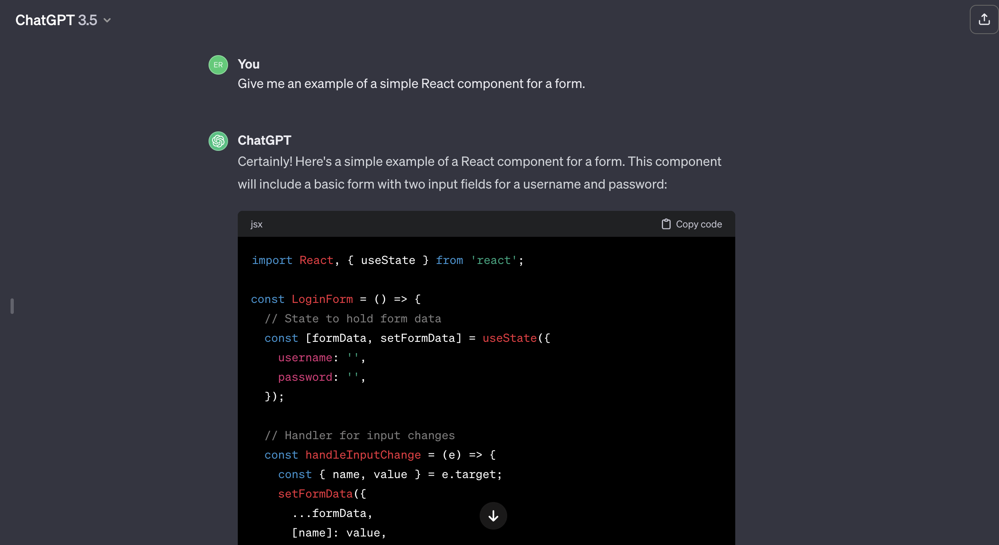 ChatGPT 3.5
ER
You
Give me an example of a simple React component for a form.
ChatGPT
Certainly! Here's a simple example of a React component for a form. This component
will include a basic form with two input fields for a username and password:
jsx
Copy code
import React, { useState } from 'react';
const LoginForm = () => {
  // State to hold form data
  const [formData, setFormData] = useState({
    username: '',
    password: '',
  });
  // Handler for input changes
  const handleInputChange = (e) => {
    const { name, value } = e.target;
    setFormData({
      ...formData,
      [name]: value,